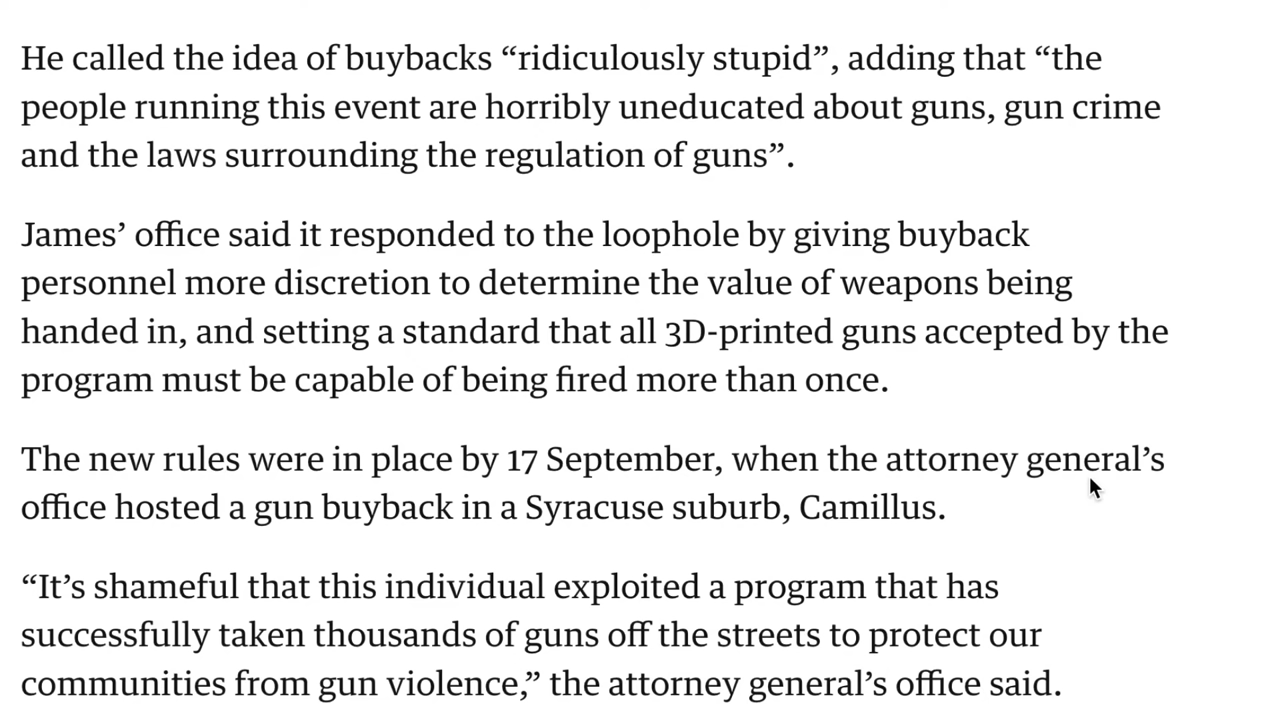 He called the idea of buybacks “ridiculously stupid”, adding that “the
people running this event are horribly uneducated about guns, gun crime
and the laws surrounding the regulation of guns”.
James’ office said it responded to the loophole by giving buyback
personnel more discretion to determine the value of weapons being
handed in, and setting a standard that all 3D-printed guns accepted by the
program must be capable of being fired more than once.
The new rules were in place by 17 September, when the attorney general’s
office hosted a gun buyback in a Syracuse suburb, Camillus.
“It’s shameful that this individual exploited a program that has
successfully taken thousands of guns off the streets to protect our
communities from gun violence,” the attorney general’s office said.